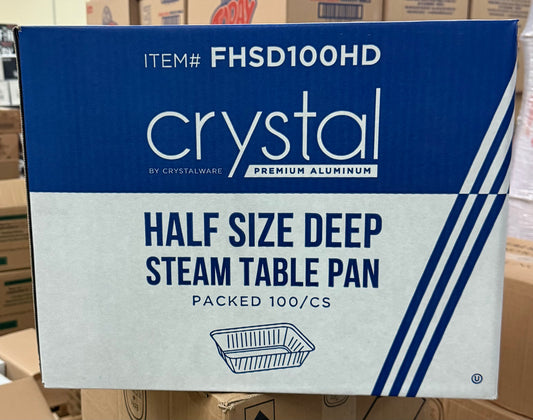 ITEM# FHSD100HD
crystal
BY CRYSTALWARE
PREMIUM ALUMINUM
HALF SIZE DEEP
STEAM TABLE PAN
PACKED 100/CS
U